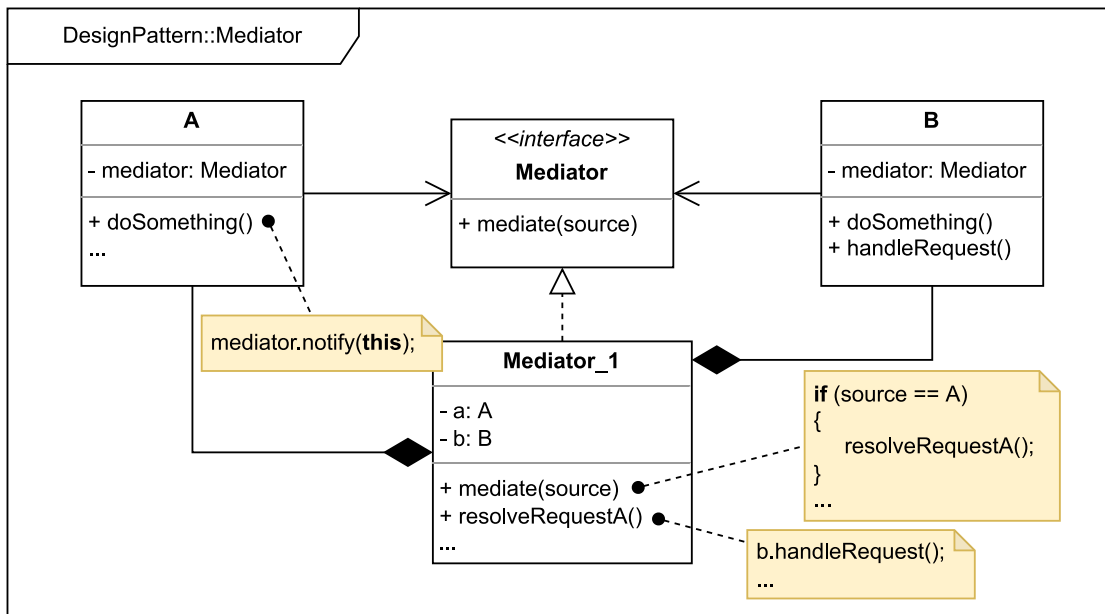 DesignPattern::Mediator
A
- mediator: Mediator
+ doSomething()
...
<<interface>>
Mediator
+ mediate(source)
B
- mediator: Mediator
+ doSomething()
+ handleRequest()
mediator.notify(this);
Mediator_1
- a: A
- b: B
+ mediate(source)
+ resolveRequestA()
...
if (source == A)
{
resolveRequestA();
}
...
b.handleRequest();
...